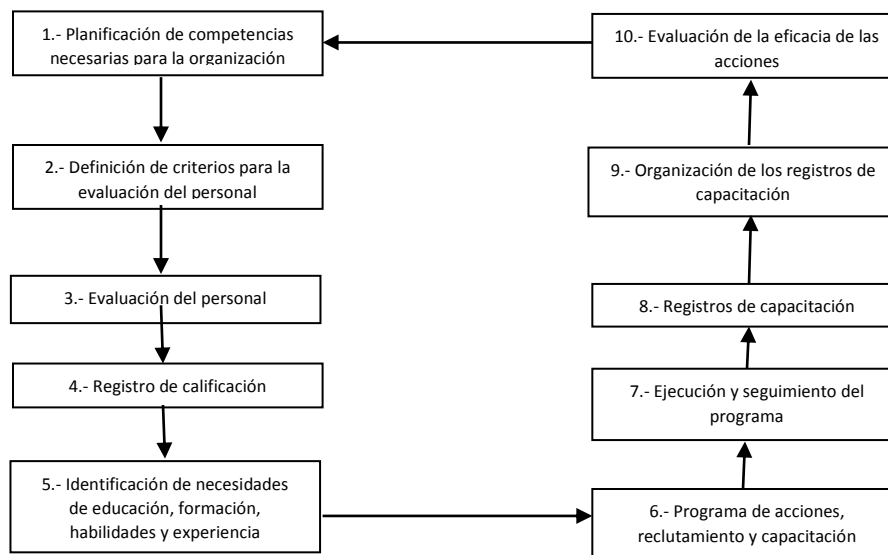 1.- Planificación de competencias
necesarias para la organización
2.- Definición de criterios para la
evaluación del personal
3.- Evaluación del personal
4.- Registro de calificación
5.- Identificación de necesidades
de educación, formación,
habilidades y experiencia
6.- Programa de acciones,
reclutamiento y capacitación
7.- Ejecución y seguimiento del
programa
8.- Registros de capacitación
9.- Organización de los registros de
capacitación
10.- Evaluación de la eficacia de las
acciones